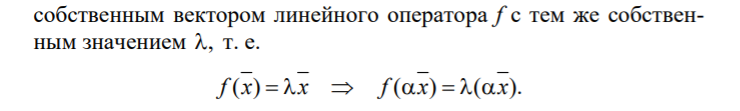 собственным вектором линейного оператора f с тем же собствен-
ным значением λ, т. е.
f(x̅) = λx̅ ⇒ f(αx̅) = λ(αx̅).